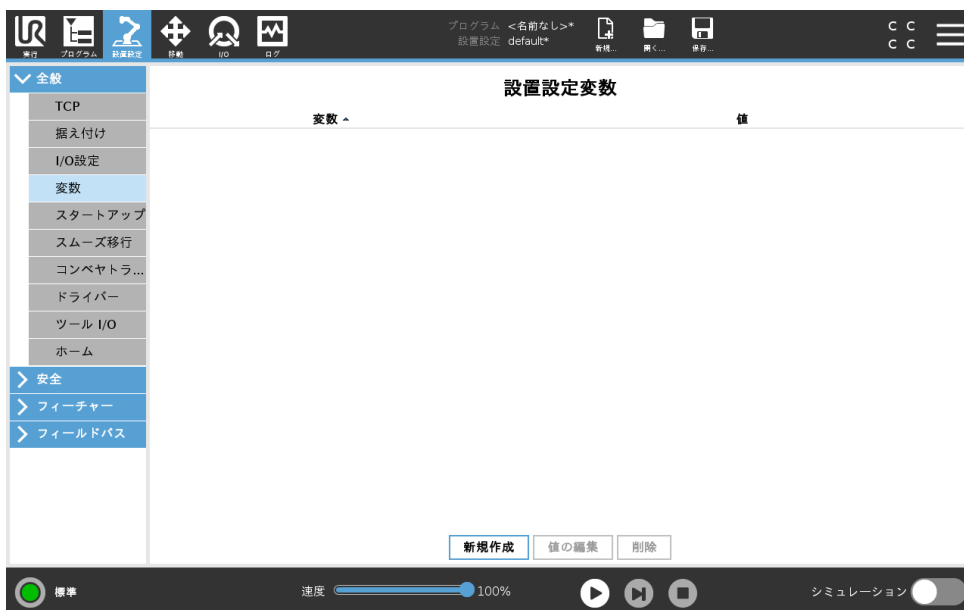 UR
プログラム <名前なし>*
設置設定 default*
実行 プログラム 設置設定 移動 I/O ログ
新規... 開く... 保存...
C C
C C
全般
TCP
据え付け
I/O設定
変数
スタートアップ
スムーズ移行
コンベヤトラ...
ドライバー
ツール I/O
ホーム
安全
フィーチャー
フィールドバス
設置設定変数
変数 値
新規作成 値の編集 削除
標準 速度 100% シミュレーション